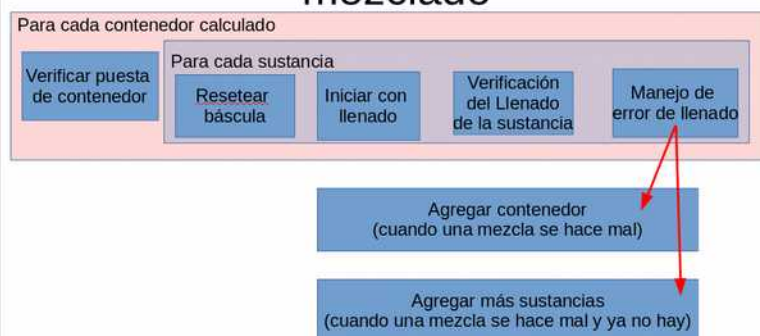 mezclado
Para cada contenedor calculado
Para cada sustancia
Verificar puesta
de contenedor
Resetear
báscula
Iniciar con
llenado
Verificación
del Llenado
de la sustancia
Manejo de
error de llenado
Agregar contenedor
(cuando una mezcla se hace mal)
Agregar más sustancias
(cuando una mezcla se hace mal y ya no hay)